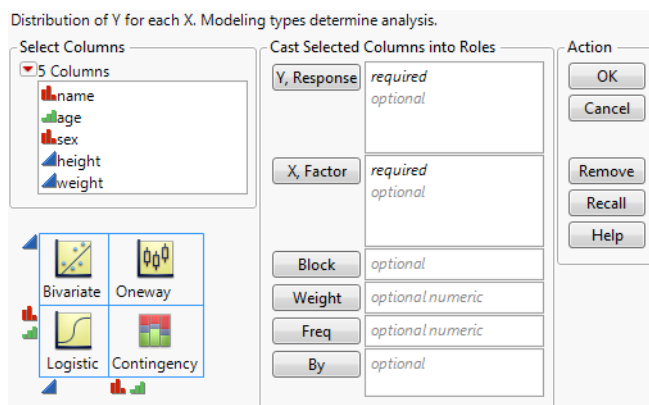 Distribution of Y for each X. Modeling types determine analysis.
Select Columns
5 Columns
name
age
sex
height
weight
Bivariate Oneway
Logistic Contingency
Cast Selected Columns into Roles
Y, Response required
optional
X, Factor required
optional
Block optional
Weight optional numeric
Freq optional numeric
By optional
Action
OK
Cancel
Remove
Recall
Help